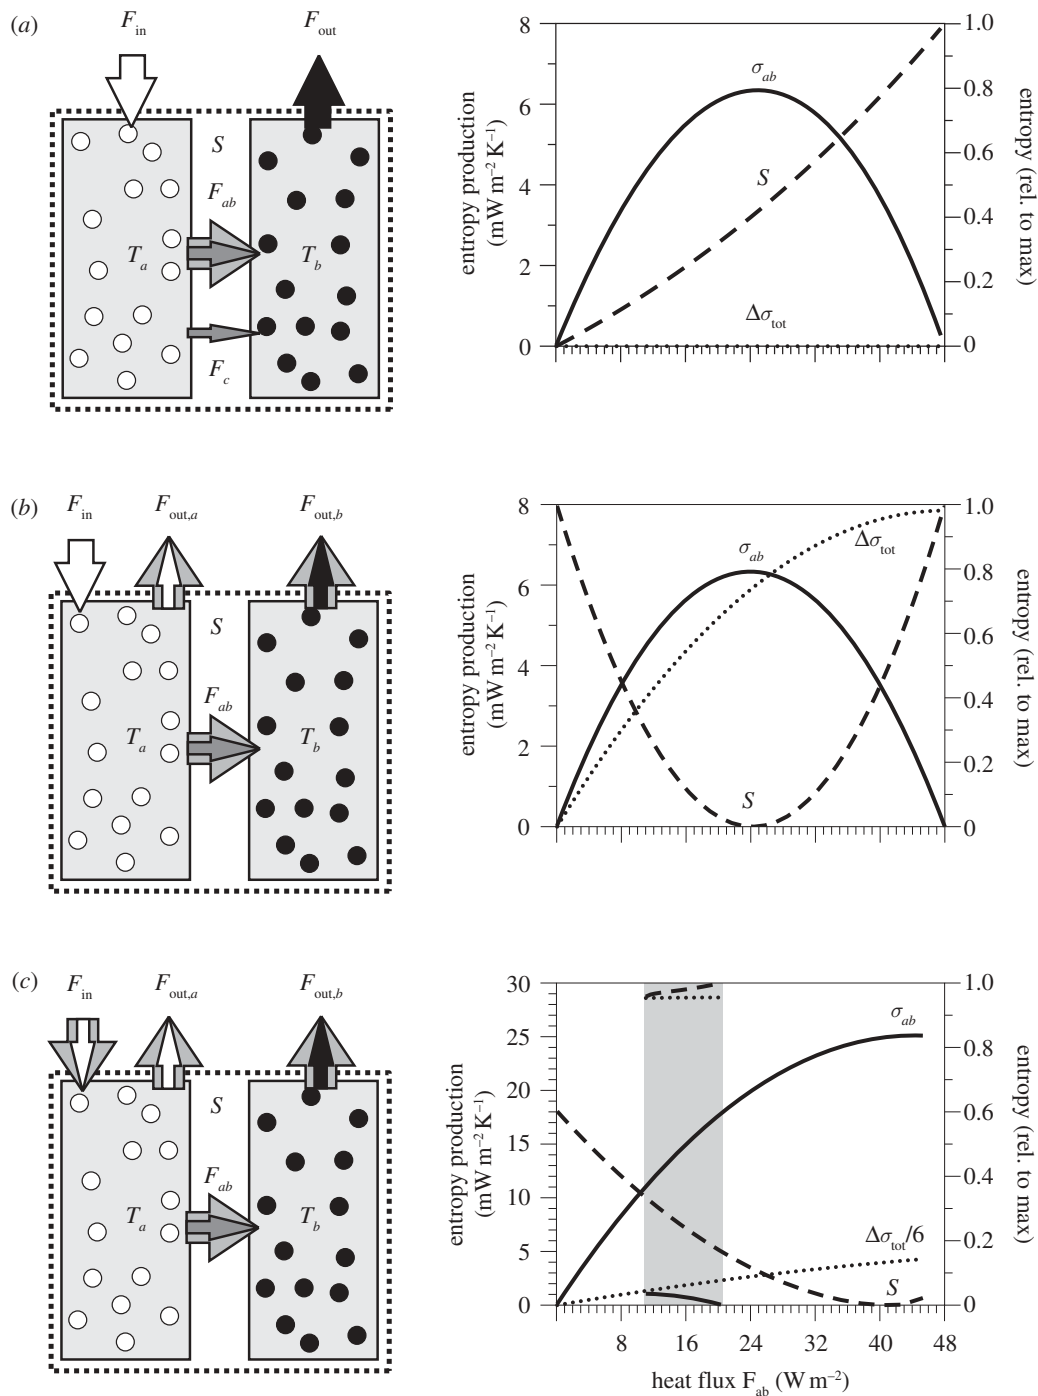 (a)
F_in
F_out
S
F_ab
T_a
T_b
F_c
entropy production
(mW m⁻² K⁻¹)
8
6
4
2
0
σ_ab
S
Δσ_tot
1.0
0.8
0.6
0.4
0.2
0
entropy (rel. to max)
(b)
F_in
F_out,a
F_out,b
S
F_ab
T_a
T_b
entropy production
(mW m⁻² K⁻¹)
8
6
4
2
0
σ_ab
Δσ_tot
S
1.0
0.8
0.6
0.4
0.2
0
entropy (rel. to max)
(c)
F_in
F_out,a
F_out,b
S
F_ab
T_a
T_b
entropy production
(mW m⁻² K⁻¹)
30
25
20
15
10
5
0
σ_ab
Δσ_tot/6
S
1.0
0.8
0.6
0.4
0.2
0
entropy (rel. to max)
8 16 24 32 40 48
heat flux F_ab (W m⁻²)